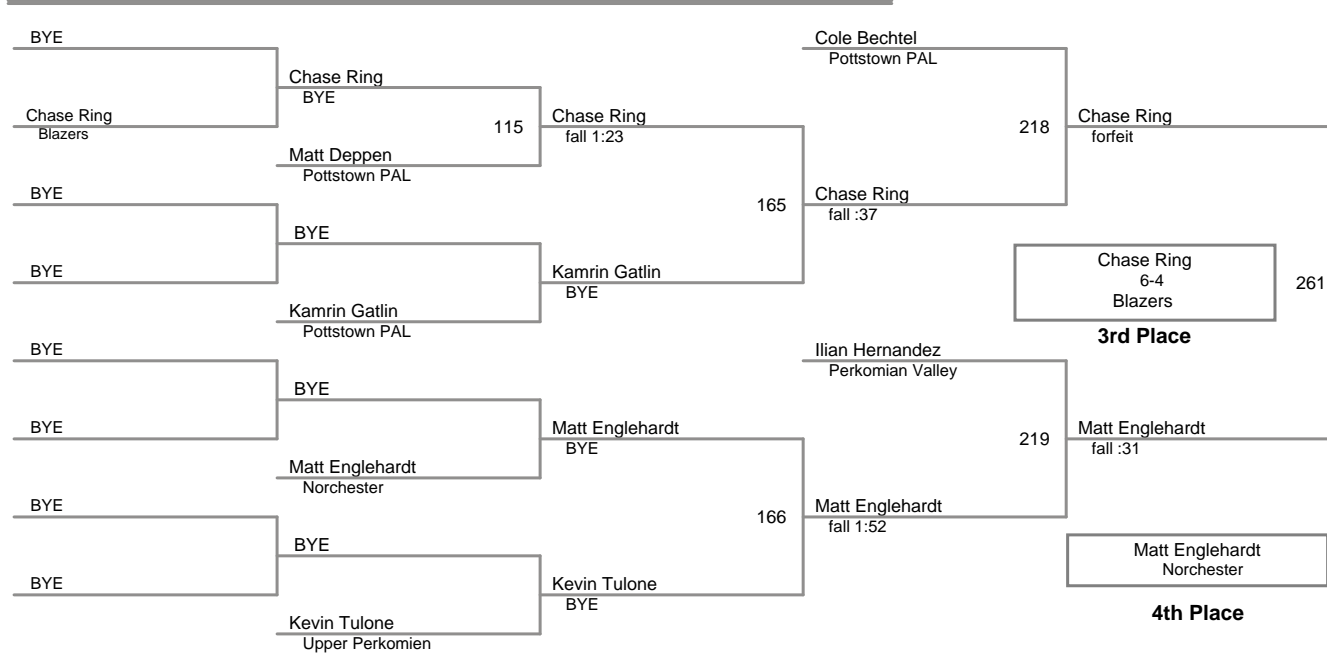 BYE
Chase Ring
Blazers
BYE
BYE
BYE
BYE
BYE
BYE
Chase Ring
BYE
Matt Deppen
Pottstown PAL
BYE
Kamrin Gatlin
Pottstown PAL
BYE
Matt Englehardt
Norchester
BYE
Kevin Tulone
Upper Perkomien
115
Chase Ring
fall 1:23
Kamrin Gatlin
BYE
Matt Englehardt
BYE
Kevin Tulone
BYE
165
166
Cole Bechtel
Pottstown PAL
Chase Ring
fall :37
Ilian Hernandez
Perkomian Valley
Matt Englehardt
fall 1:52
218
219
Chase Ring
forfeit
Matt Englehardt
fall :31
Chase Ring
6-4
Blazers
261
3rd Place
Matt Englehardt
Norchester
4th Place